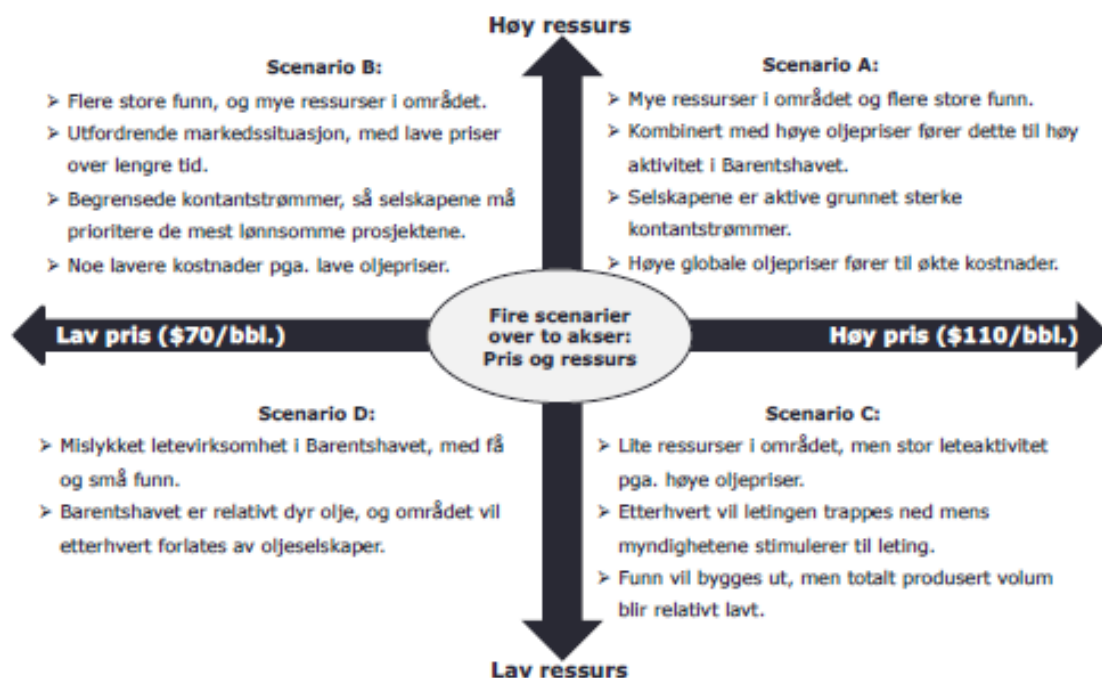 Høy ressurs
Scenario B:
➢ Flere store funn, og mye ressurser i området.
➢ Utfordrende markedssituasjon, med lave priser
over lengre tid.
➢ Begrensede kontantstrømmer, så selskapene må
prioritere de mest lønnsomme prosjektene.
➢ Noe lavere kostnader pga. lave oljepriser.
Scenario A:
➢ Mye ressurser i området og flere store funn.
➢ Kombinert med høye oljepriser fører dette til høy
aktivitet i Barentshavet.
➢ Selskapene er aktive grunnet sterke
kontantstrømmer.
➢ Høye globale oljepriser fører til økte kostnader.
Lav pris ($70/bbl.)
Fire scenarier
over to akser:
Pris og ressurs
Høy pris ($110/bbl.)
Scenario D:
➢ Mislykket letevirksomhet i Barentshavet, med få
og små funn.
➢ Barentshavet er relativt dyr olje, og området vil
etterhvert forlates av oljeselskaper.
Scenario C:
➢ Lite ressurser i området, men stor leteaktivitet
pga. høye oljepriser.
➢ Etterhvert vil letingen trappes ned mens
myndighetene stimulerer til leting.
➢ Funn vil bygges ut, men totalt produsert volum
blir relativt lavt.
Lav ressurs